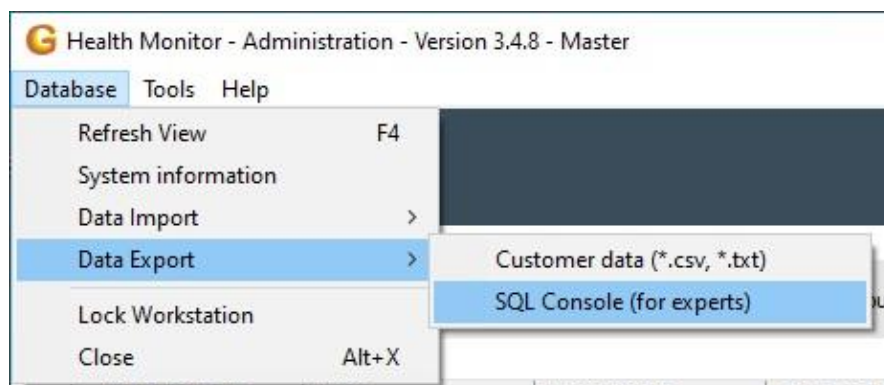 G Health Monitor - Administration - Version 3.4.8 - Master
Database Tools Help
Refresh View F4
System information
Data Import >
Data Export >
Customer data (*.csv, *.txt)
SQL Console (for experts)
Lock Workstation
Close Alt+X